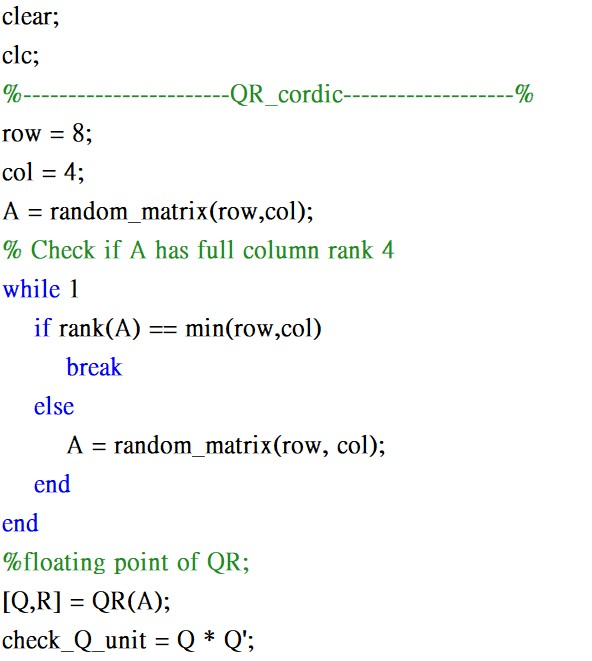 clear;
clc;
%-----------------------QR_cordic-------------------%
row = 8;
col = 4;
A = random_matrix(row,col);
% Check if A has full column rank 4
while 1
if rank(A) == min(row,col)
break
else
A = random_matrix(row, col);
end
end
%floating point of QR;
[Q,R] = QR(A);
check_Q_unit = Q * Q';